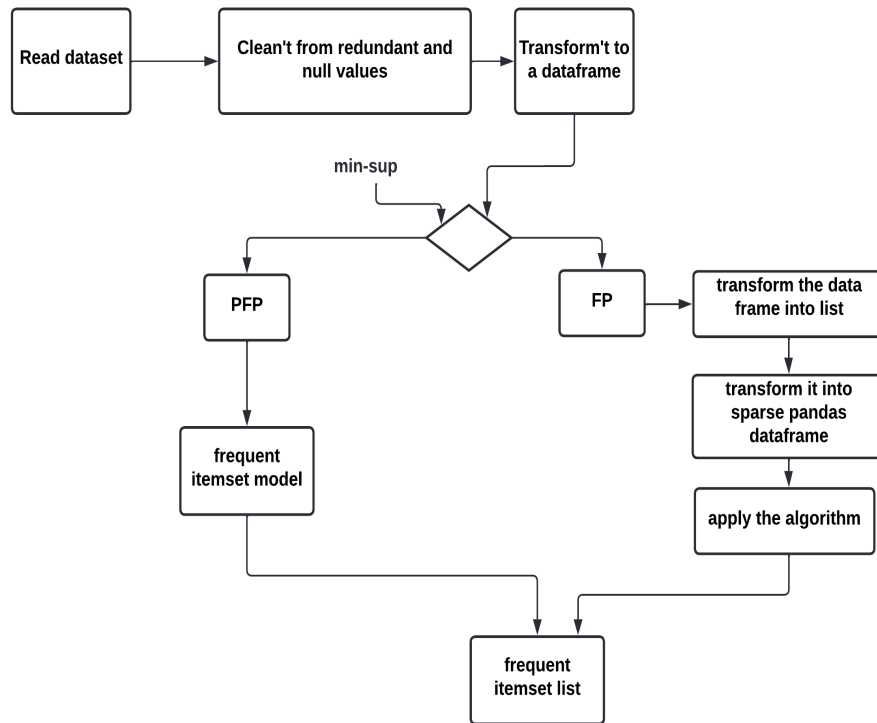 Read dataset
Clean't from redundant and
null values
Transform't to
a dataframe
min-sup
PFP
FP
transform the data
frame into list
transform it into
sparse pandas
dataframe
frequent
itemset model
apply the algorithm
frequent
itemset list